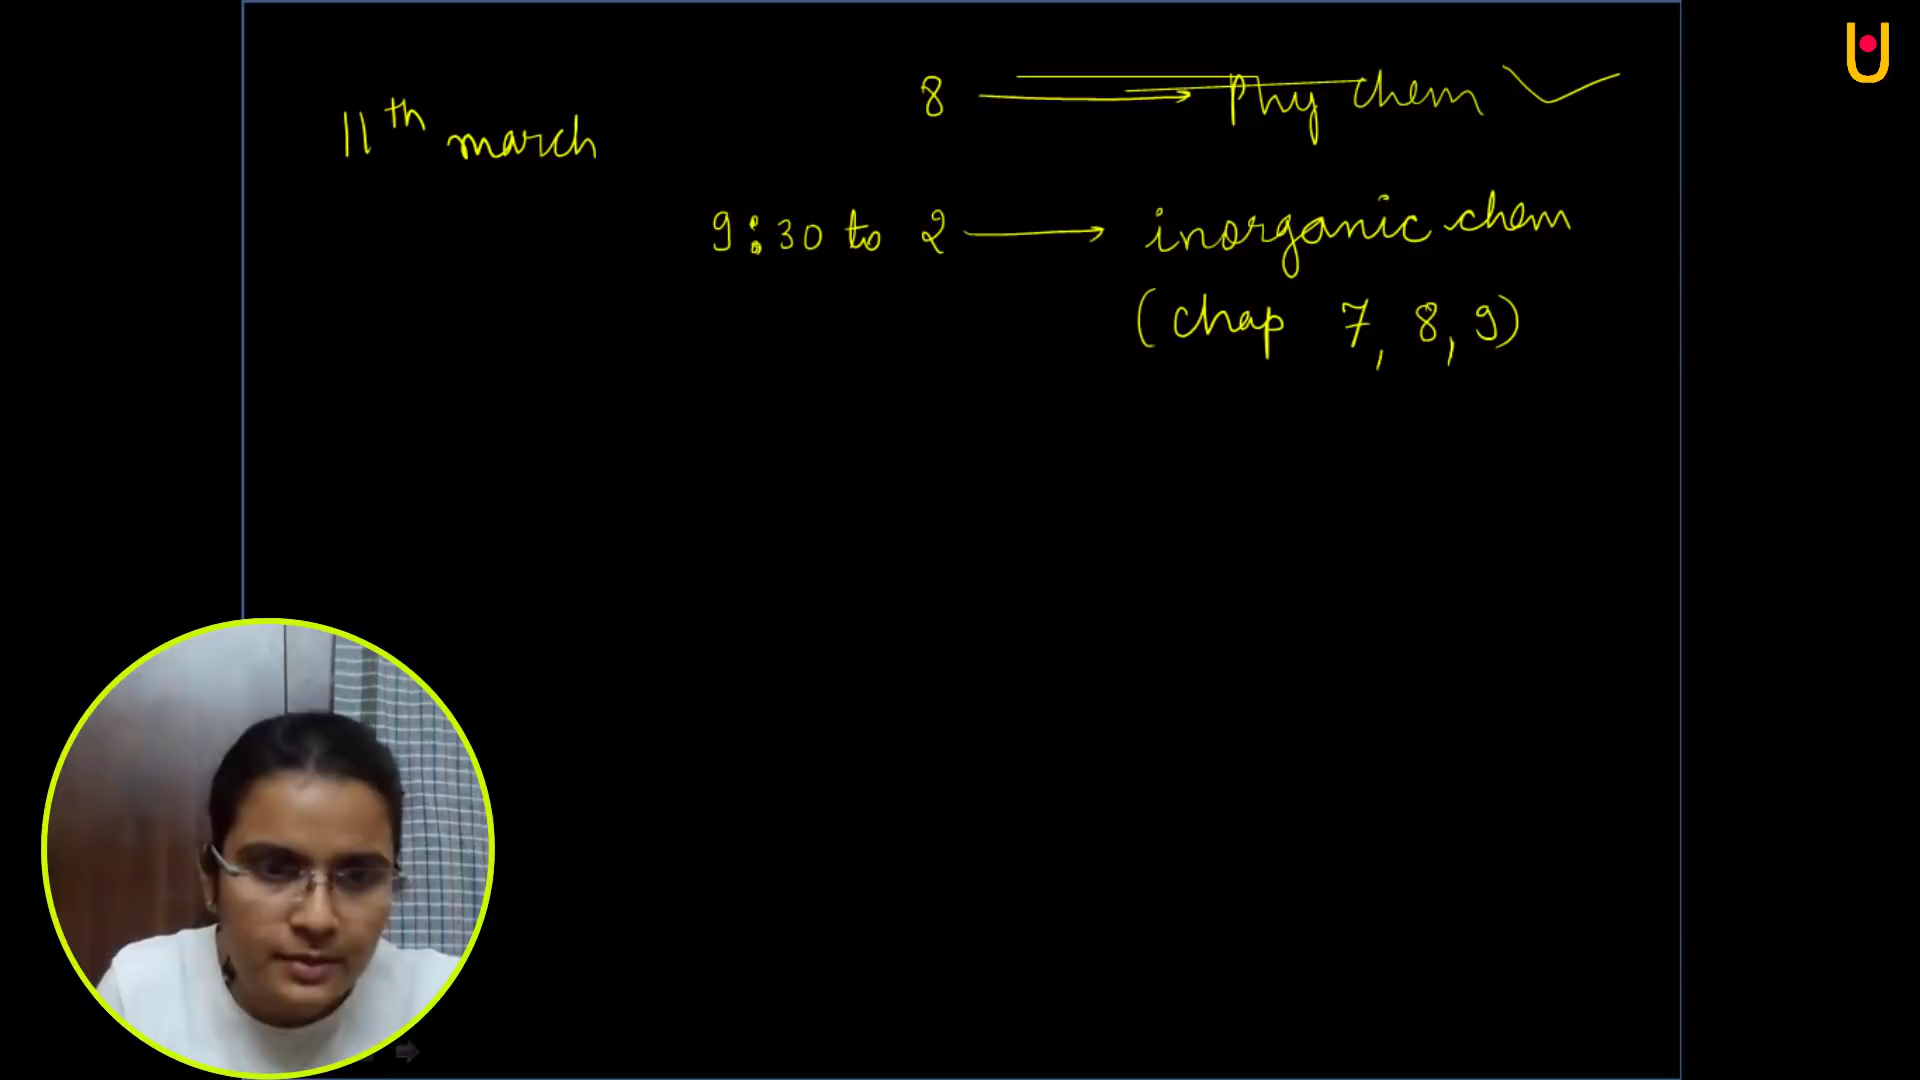 8 → Phy chem ✓
11th march
9:30 to 2 → inorganic chem
(chap 7, 8, 9)